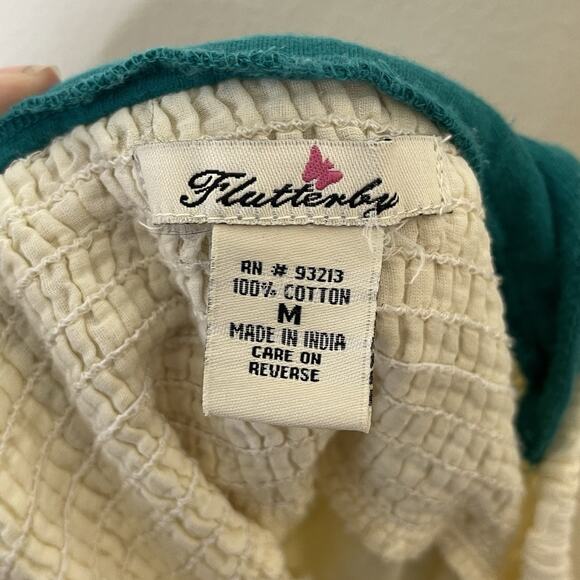 Flutterby
RN # 93213
100% COTTON
M
MADE IN INDIA
CARE ON
REVERSE